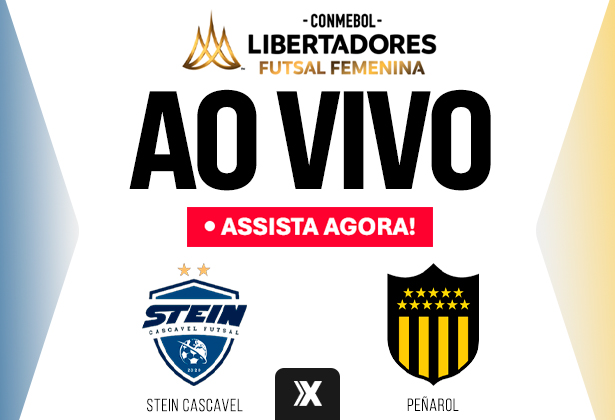 - CONMEBOL -
LIBERTADORES
FUTSAL FEMENINA
AO VIVO
• ASSISTA AGORA!
STEIN
CASCAVEL FUTSAL
STEIN CASCAVEL
PEÑAROL